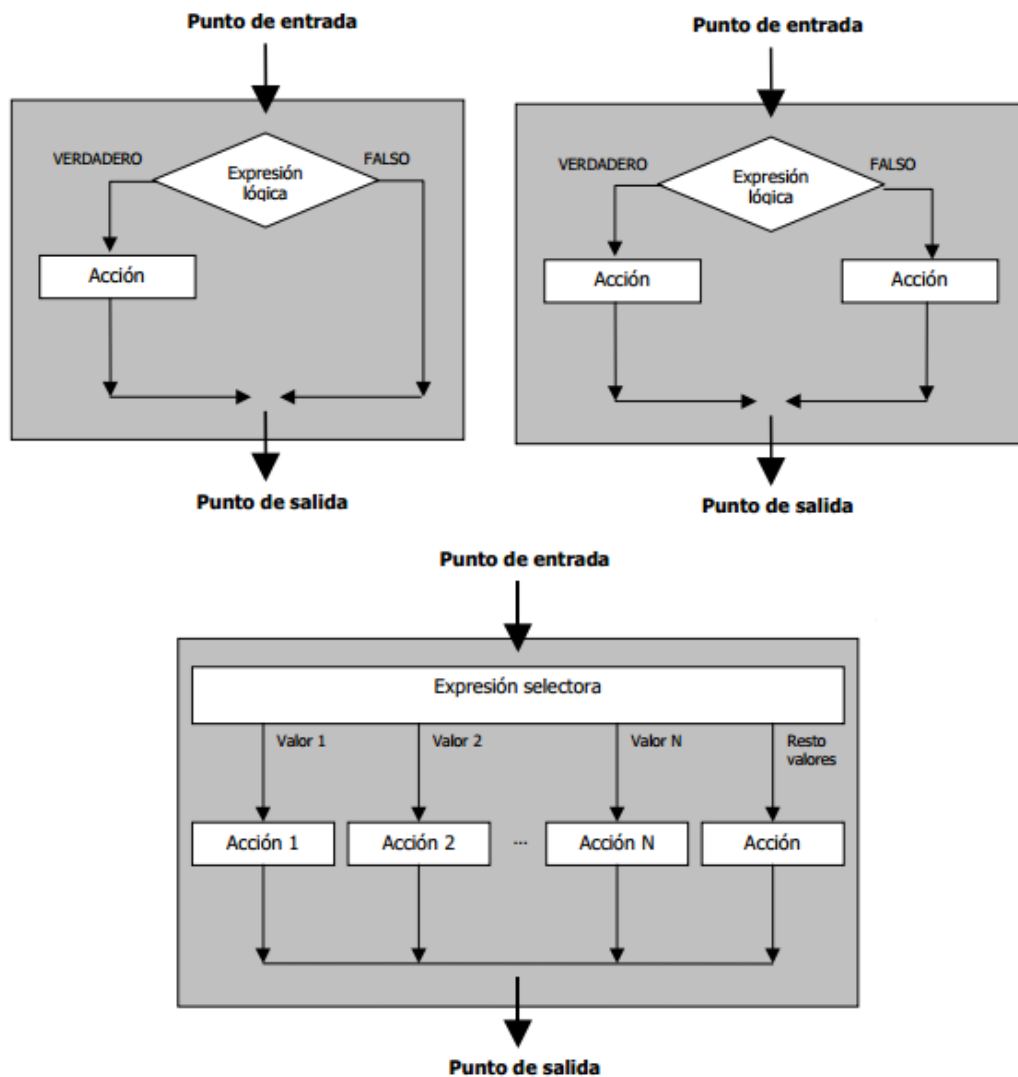 Punto de entrada
VERDADERO
FALSO
Expresión
lógica
Acción
Punto de salida
Punto de entrada
VERDADERO
FALSO
Expresión
lógica
Acción
Acción
Punto de salida
Punto de entrada
Expresión selectora
Valor 1
Valor 2
Valor N
Resto
valores
Acción 1
Acción 2
...
Acción N
Acción
Punto de salida